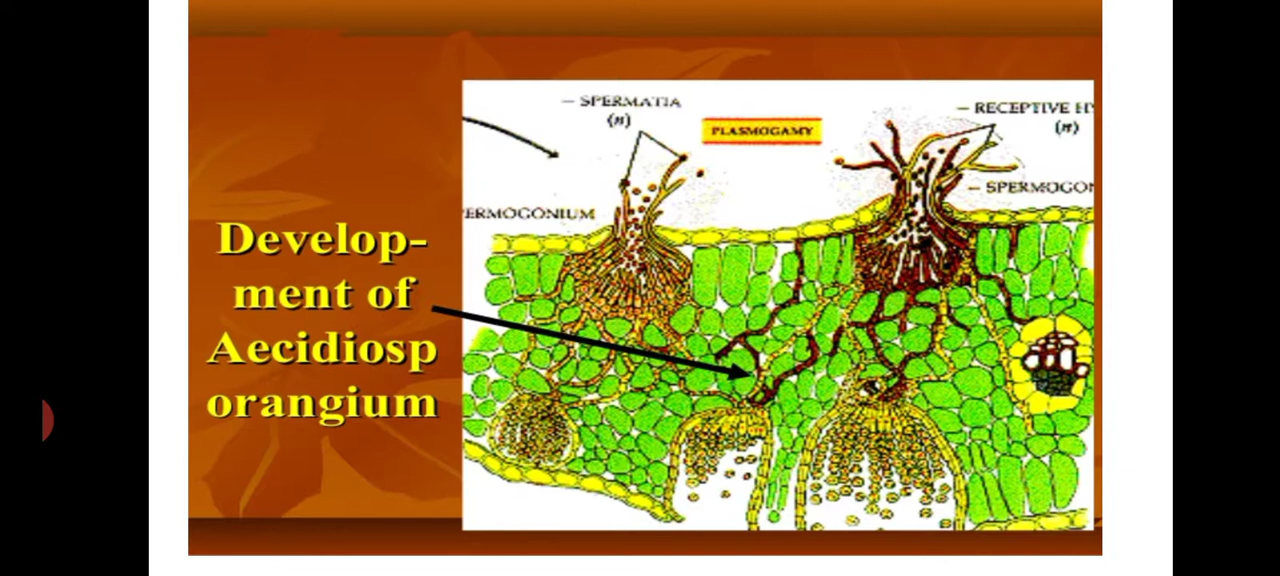 Develop-
ment of
Aecidiosp
orangium
– SPERMATIA
(n)
PLASMOGAMY
– RECEPTIVE H
(n)
– SPERMOGON
ERMOGONIUM